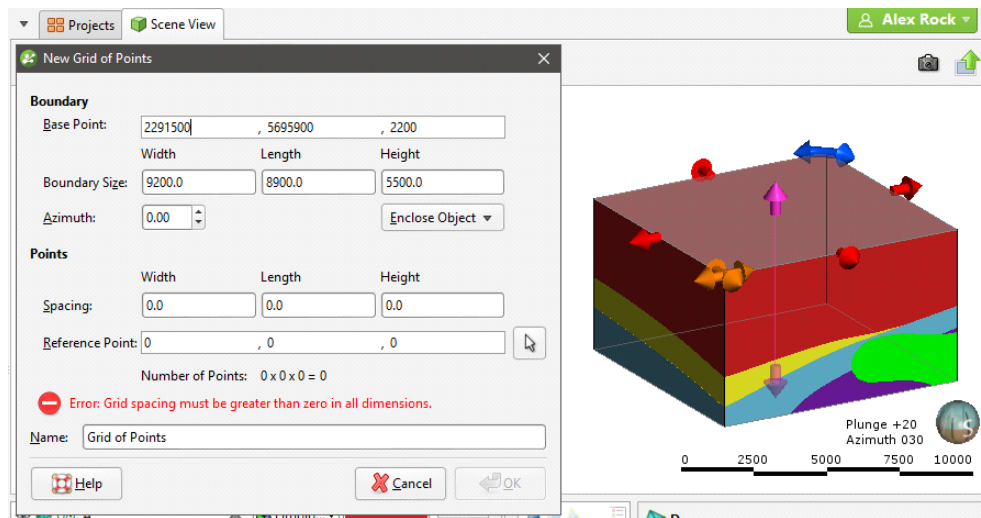 Projects Scene View Alex Rock
New Grid of Points
Boundary
Base Point: 2291500 , 5695900 , 2200
Width Length Height
Boundary Size: 9200.0 8900.0 5500.0
Azimuth: 0.00 Enclose Object
Points
Width Length Height
Spacing: 0.0 0.0 0.0
Reference Point: 0 , 0 , 0
Number of Points: 0 x 0 x 0 = 0
Error: Grid spacing must be greater than zero in all dimensions.
Name: Grid of Points
Help Cancel OK
Plunge +20
Azimuth 030
0 2500 5000 7500 10000
S